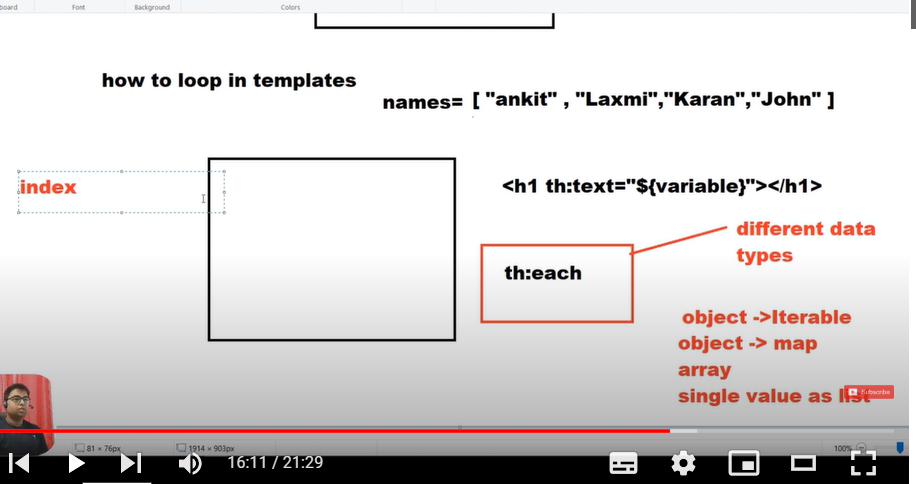 board Font Background Colors
how to loop in templates
names= [ "ankit" , "Laxmi","Karan","John" ]
index
<h1 th:text="${variable}"></h1>
different data
types
th:each
object ->Iterable
object -> map
array
single value as list
Subscribe
81 × 76px 1914 × 903px 100%
16:11 / 21:29